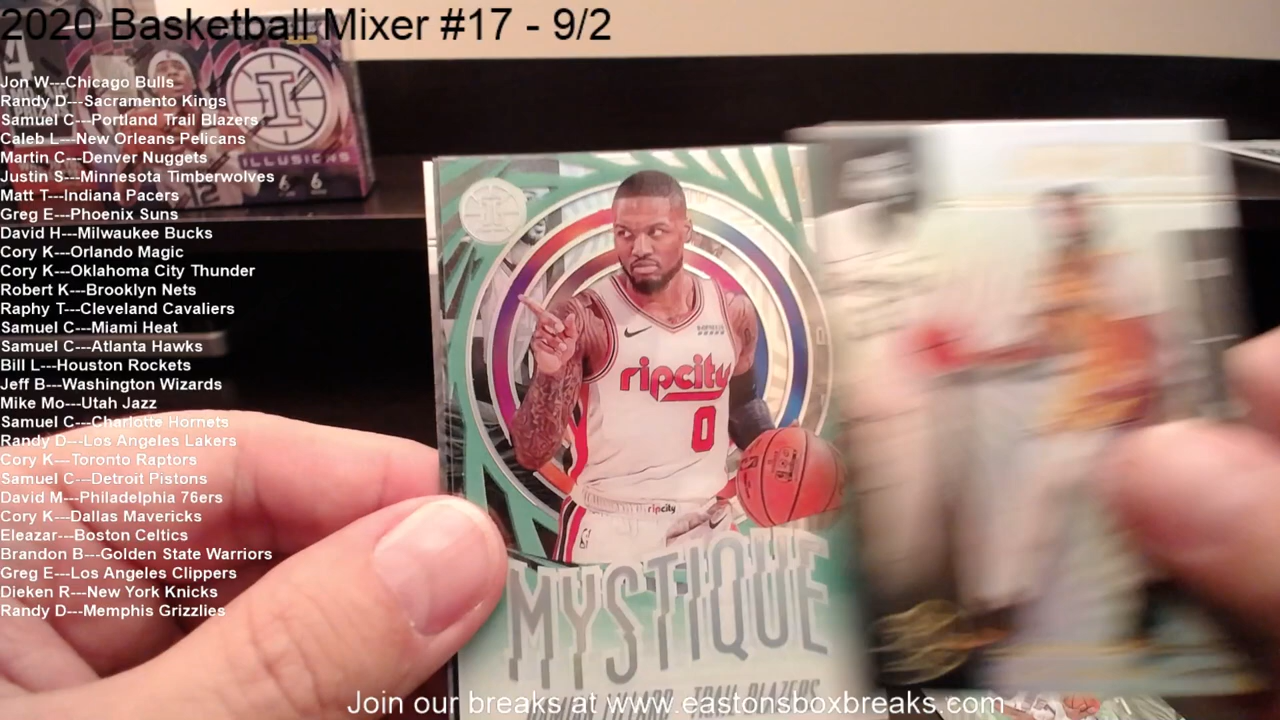 2020 Basketball Mixer #17 - 9/2
Jon W---Chicago Bulls
Randy D---Sacramento Kings
Samuel C---Portland Trail Blazers
Caleb L---New Orleans Pelicans
Martin C---Denver Nuggets
Justin S---Minnesota Timberwolves
Matt T---Indiana Pacers
Greg E---Phoenix Suns
David H---Milwaukee Bucks
Cory K---Orlando Magic
Cory K---Oklahoma City Thunder
Robert K---Brooklyn Nets
Raphy T---Cleveland Cavaliers
Samuel C---Miami Heat
Samuel C---Atlanta Hawks
Bill L---Houston Rockets
Jeff B---Washington Wizards
Mike Mo---Utah Jazz
Samuel C---Charlotte Hornets
Randy D---Los Angeles Lakers
Cory K---Toronto Raptors
Samuel C---Detroit Pistons
David M---Philadelphia 76ers
Cory K---Dallas Mavericks
Eleazar---Boston Celtics
Brandon B---Golden State Warriors
Greg E---Los Angeles Clippers
Dieken R---New York Knicks
Randy D---Memphis Grizzlies
ILLUSIONS
6 6
ripcity
0
ripcity
MYSTIQUE
TRAIL BLAZERS
Join our breaks at www.eastonsboxbreaks.com